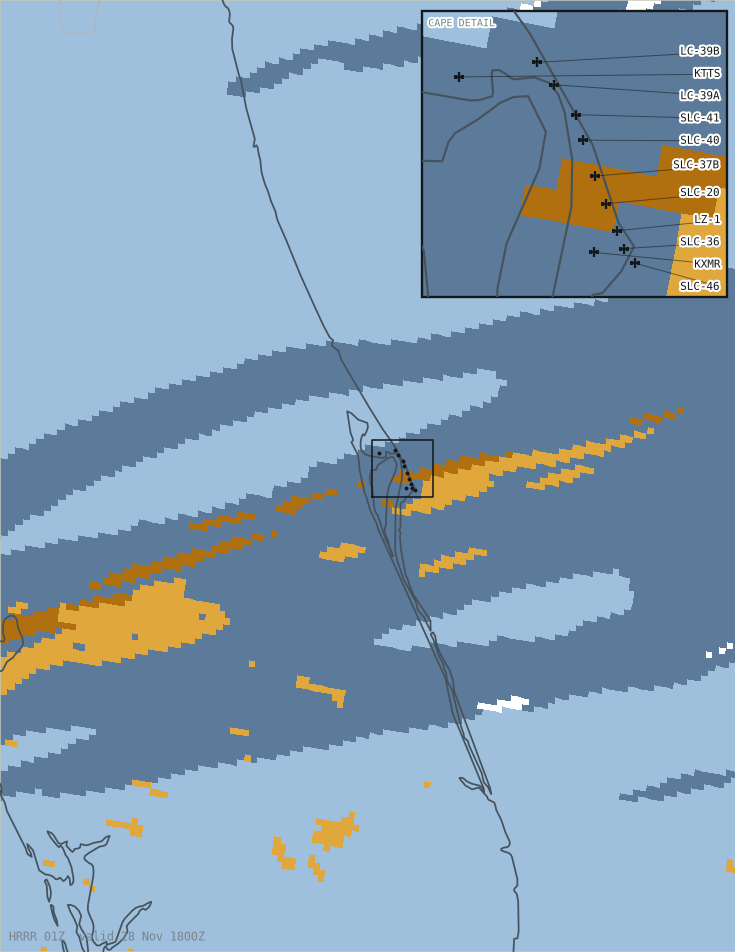 CAPE DETAIL
LC-39B
KTTS
LC-39A
SLC-41
SLC-40
SLC-37B
SLC-20
LZ-1
SLC-36
KXMR
SLC-46
HRRR 01Z valid 28 Nov 1800Z